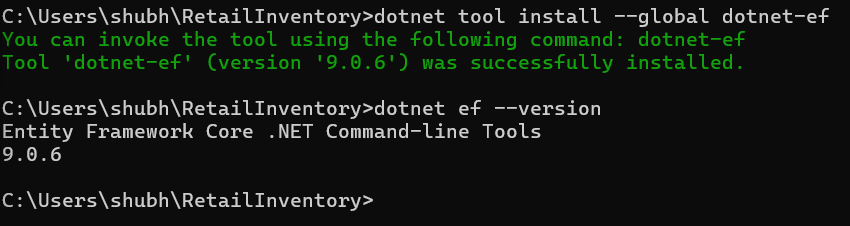 C:\Users\shubh\RetailInventory>dotnet tool install --global dotnet-ef
You can invoke the tool using the following command: dotnet-ef
Tool 'dotnet-ef' (version '9.0.6') was successfully installed.
C:\Users\shubh\RetailInventory>dotnet ef --version
Entity Framework Core .NET Command-line Tools
9.0.6
C:\Users\shubh\RetailInventory>